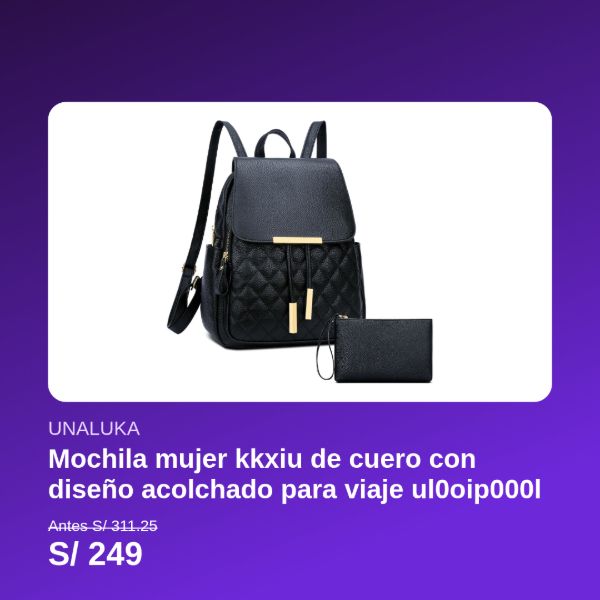 UNALUKA
Mochila mujer kkxiu de cuero con
diseño acolchado para viaje ul0oip000l
Antes S/ 311.25
S/ 249